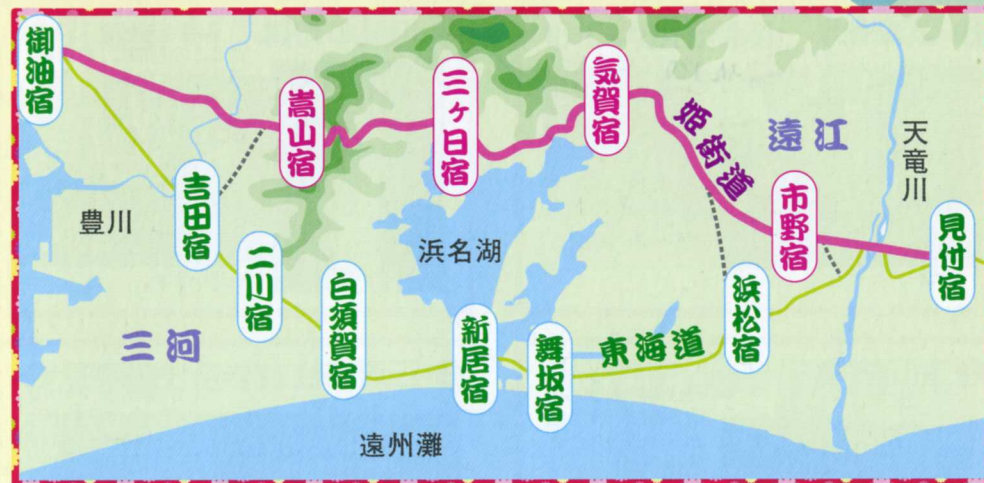 御油宿
嵩山宿
三ヶ日宿
気賀宿
姫街道
遠江
天竜川
市野宿
見付宿
豊川
吉田宿
二川宿
白須賀宿
浜名湖
新居宿
舞坂宿
東海道
浜松宿
三河
遠州灘